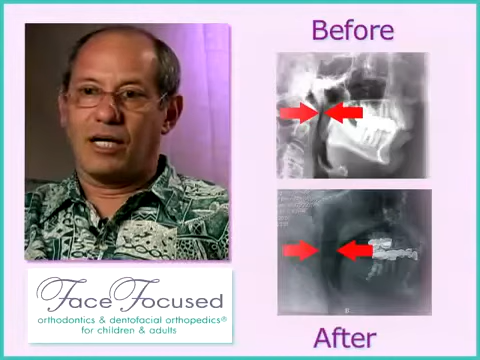 Before
Face Focused
orthodontics & dentofacial orthopedics®
for children & adults
After